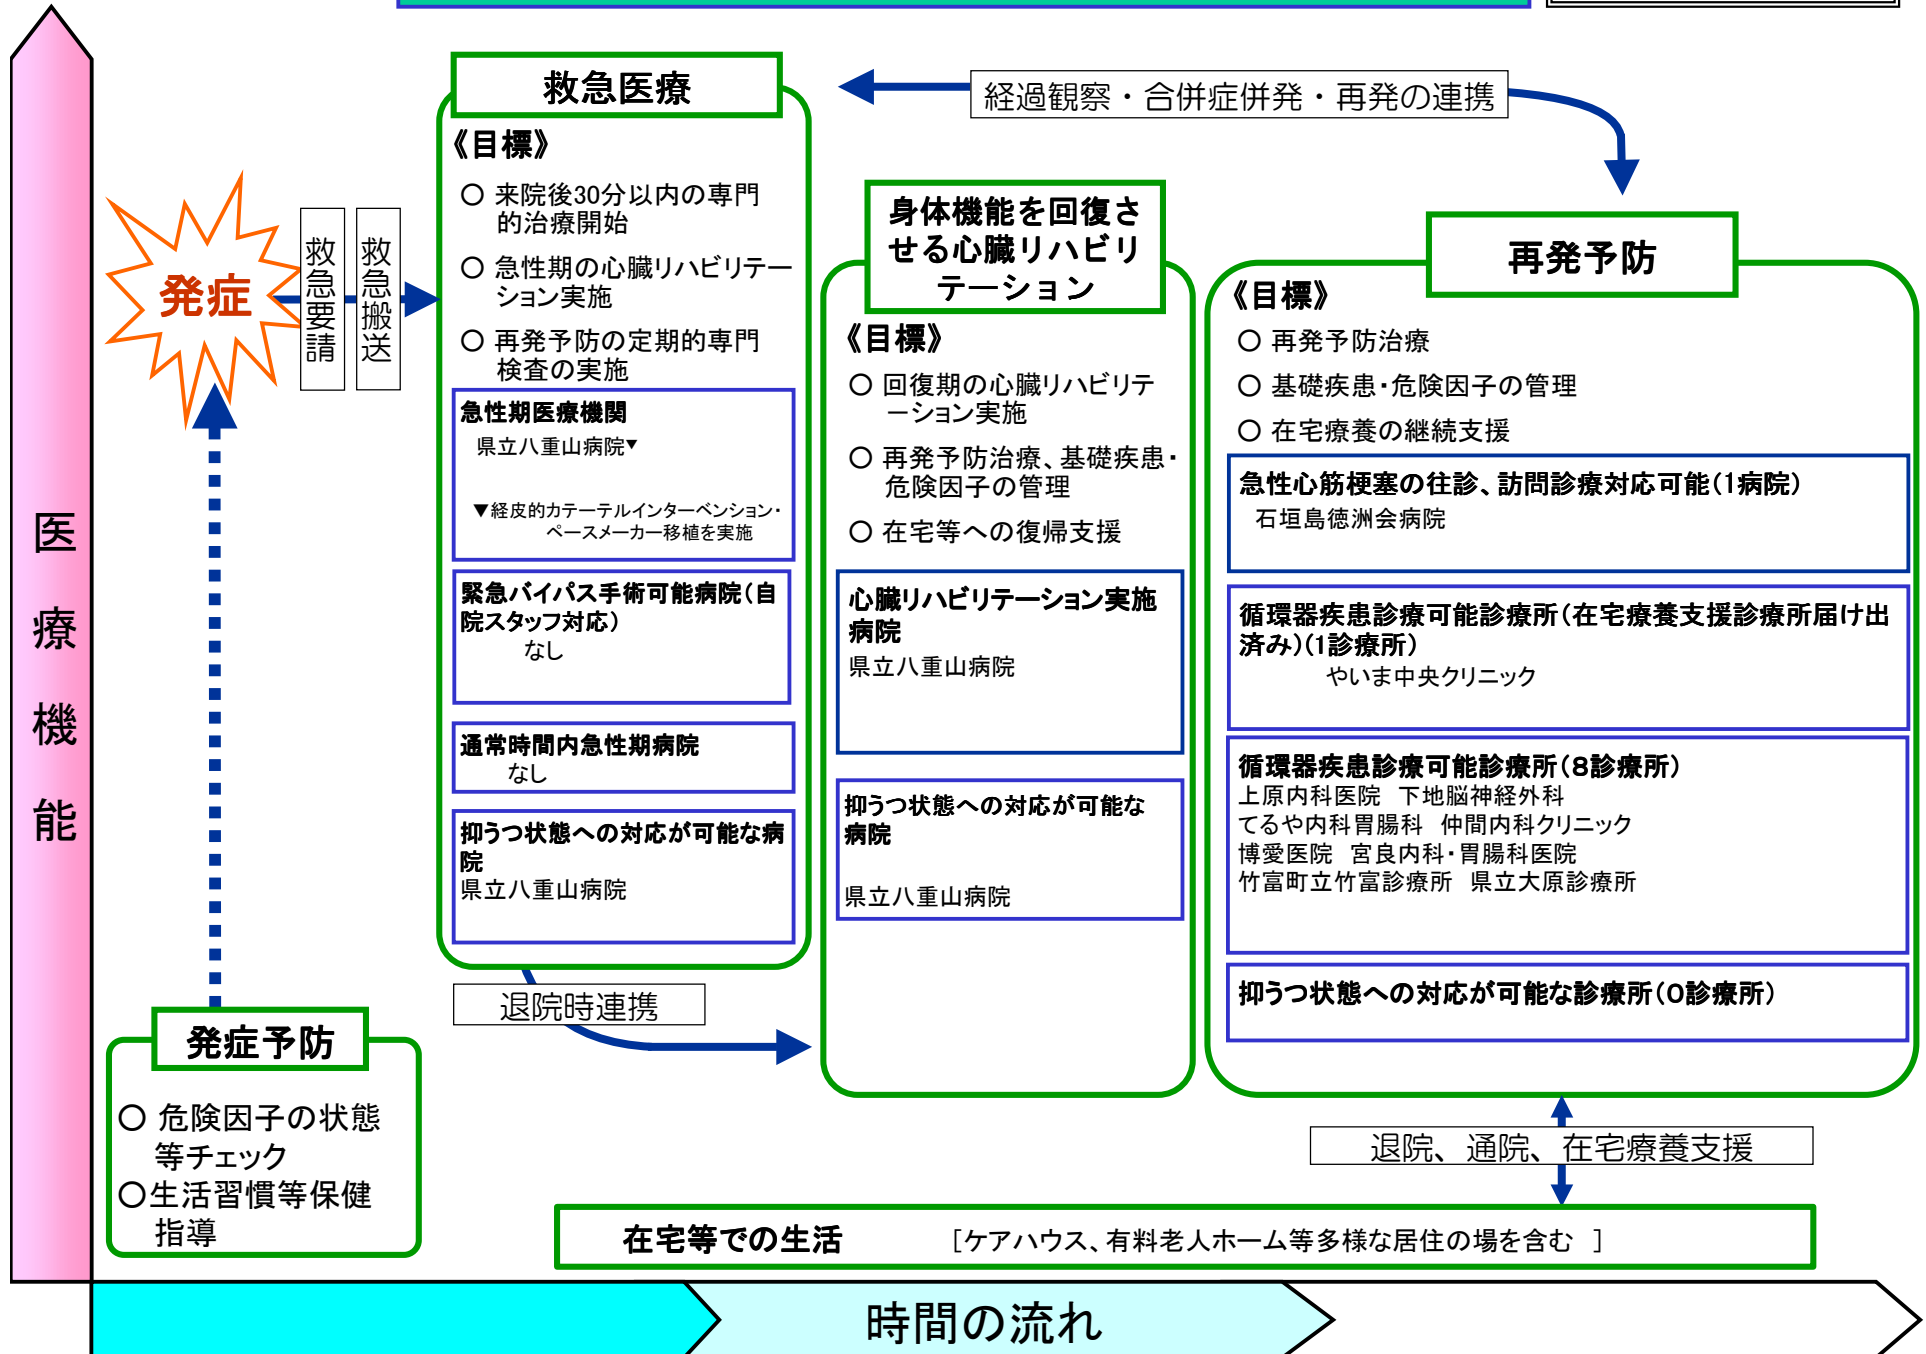 救急医療
経過観察・合併症併発・再発の連携
《目標》
○ 来院後30分以内の専門
的治療開始
○ 急性期の心臓リハビリテー
ション実施
○ 再発予防の定期的専門
検査の実施
急性期医療機関
県立八重山病院▼
▼経皮的カテーテルインターベンション・
ペースメーカー移植を実施
緊急バイパス手術可能病院(自
院スタッフ対応)
なし
通常時間内急性期病院
なし
抑うつ状態への対応が可能な病
院
県立八重山病院
発症
救急要請
救急搬送
身体機能を回復さ
せる心臓リハビリ
テーション
《目標》
○ 回復期の心臓リハビリテ
ーション実施
○ 再発予防治療、基礎疾患・
危険因子の管理
○ 在宅等への復帰支援
心臓リハビリテーション実施
病院
県立八重山病院
抑うつ状態への対応が可能な
病院
県立八重山病院
再発予防
《目標》
○ 再発予防治療
○ 基礎疾患・危険因子の管理
○ 在宅療養の継続支援
急性心筋梗塞の往診、訪問診療対応可能(1病院)
石垣島徳洲会病院
循環器疾患診療可能診療所(在宅療養支援診療所届け出
済み)(1診療所)
やいま中央クリニック
循環器疾患診療可能診療所(8診療所)
上原内科医院 下地脳神経外科
てるや内科胃腸科 仲間内科クリニック
博愛医院 宮良内科・胃腸科医院
竹富町立竹富診療所 県立大原診療所
抑うつ状態への対応が可能な診療所(0診療所)
退院時連携
発症予防
○ 危険因子の状態
等チェック
○生活習慣等保健
指導
退院、通院、在宅療養支援
在宅等での生活 [ケアハウス、有料老人ホーム等多様な居住の場を含む ]
医療機能
時間の流れ